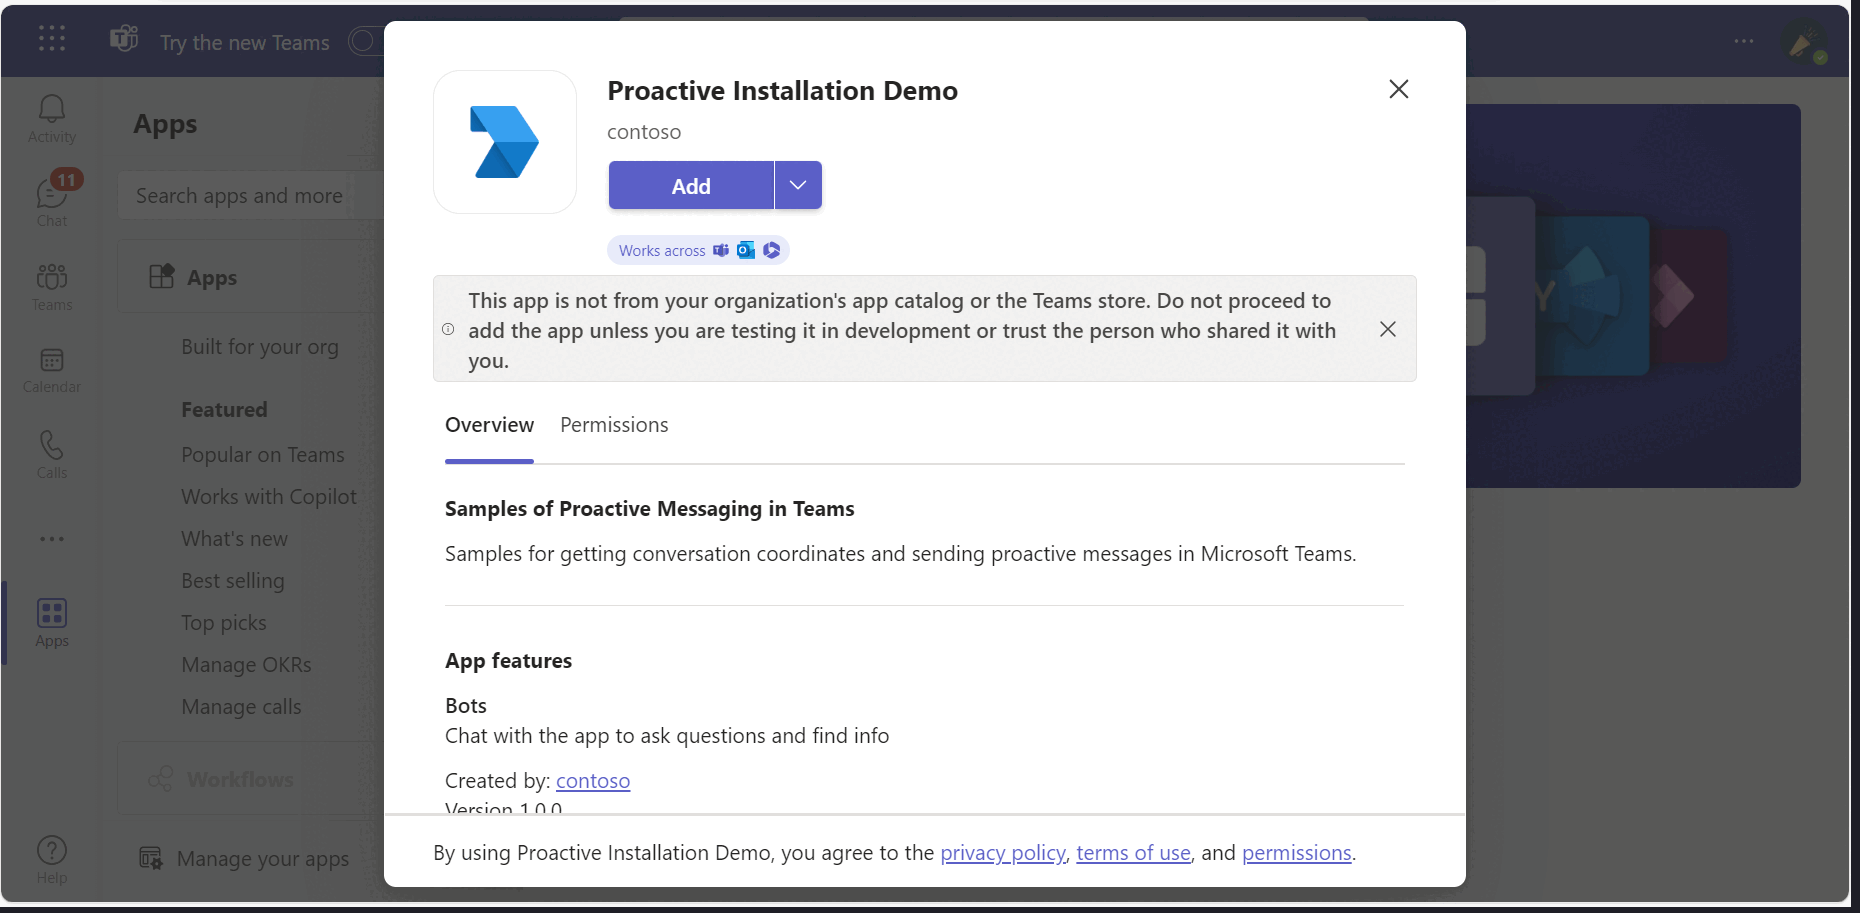 Try the new Teams
Activity
11
Chat
Teams
Calendar
Calls
Apps
Help
Apps
Search apps and more
Apps
Built for your org
Featured
Popular on Teams
Works with Copilot
What's new
Best selling
Top picks
Manage OKRs
Manage calls
Workflows
Manage your apps
Proactive Installation Demo
contoso
Add
Works across
This app is not from your organization's app catalog or the Teams store. Do not proceed to
add the app unless you are testing it in development or trust the person who shared it with
you.
Overview Permissions
Samples of Proactive Messaging in Teams
Samples for getting conversation coordinates and sending proactive messages in Microsoft Teams.
App features
Bots
Chat with the app to ask questions and find info
Created by: contoso
Version 1.0.0
By using Proactive Installation Demo, you agree to the privacy policy, terms of use, and permissions.